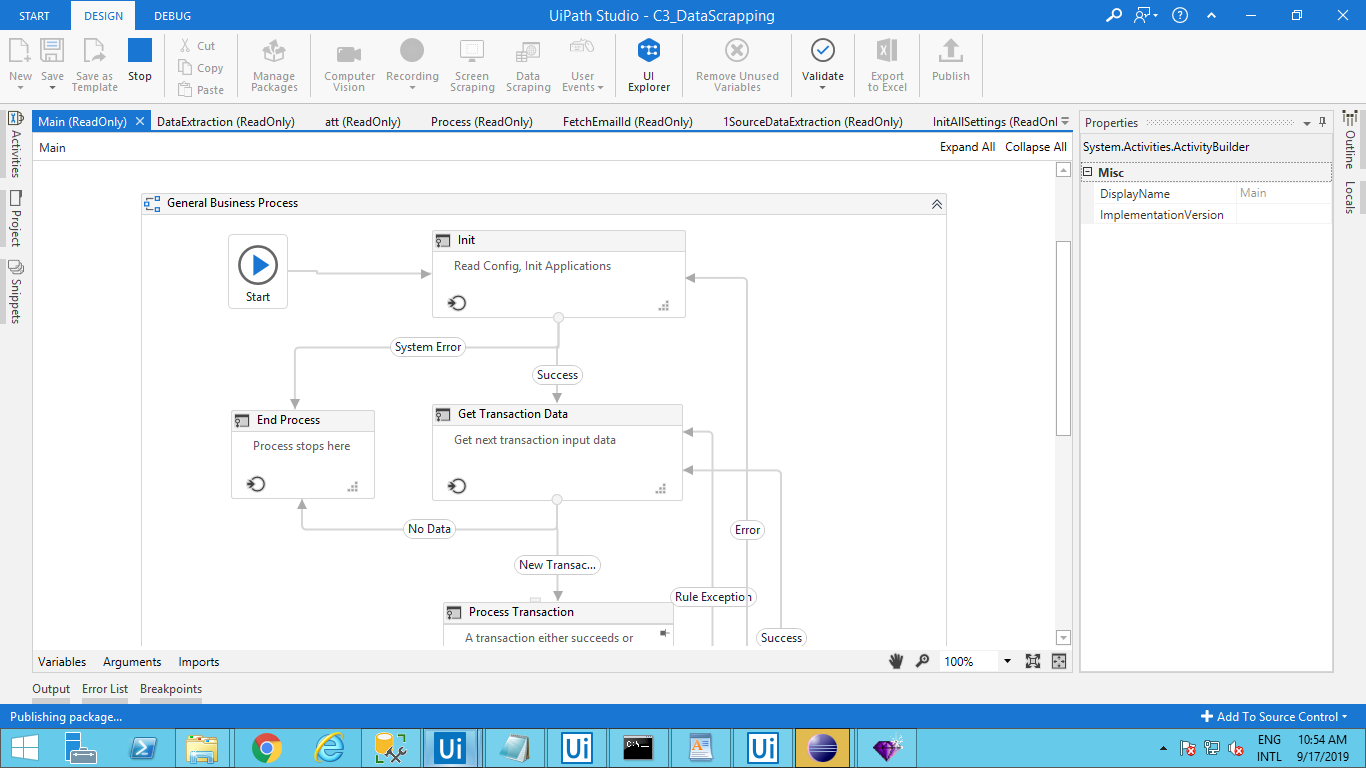 START DESIGN DEBUG UiPath Studio - C3_DataScrapping
New Save Save as Template Stop Cut Copy Paste Manage Packages Computer Vision Recording Screen Scraping Data Scraping User Events UI Explorer Remove Unused Variables Validate Export to Excel Publish
Main (ReadOnly) DataExtraction (ReadOnly) att (ReadOnly) Process (ReadOnly) FetchEmailId (ReadOnly) 1SourceDataExtraction (ReadOnly) InitAllSettings (ReadOnl
Main Expand All Collapse All
Activities
Project
Snippets
General Business Process
Start
Init
Read Config, Init Applications
System Error
Success
End Process
Process stops here
Get Transaction Data
Get next transaction input data
No Data
Error
New Transac...
Rule Exception
Process Transaction
A transaction either succeeds or
Success
Variables Arguments Imports 100%
Properties
System.Activities.ActivityBuilder
Misc
DisplayName Main
ImplementationVersion
Outline
Locals
Output Error List Breakpoints
Publishing package... Add To Source Control
Ui Ui Ui C:\_
ENG 10:54 AM
INTL 9/17/2019